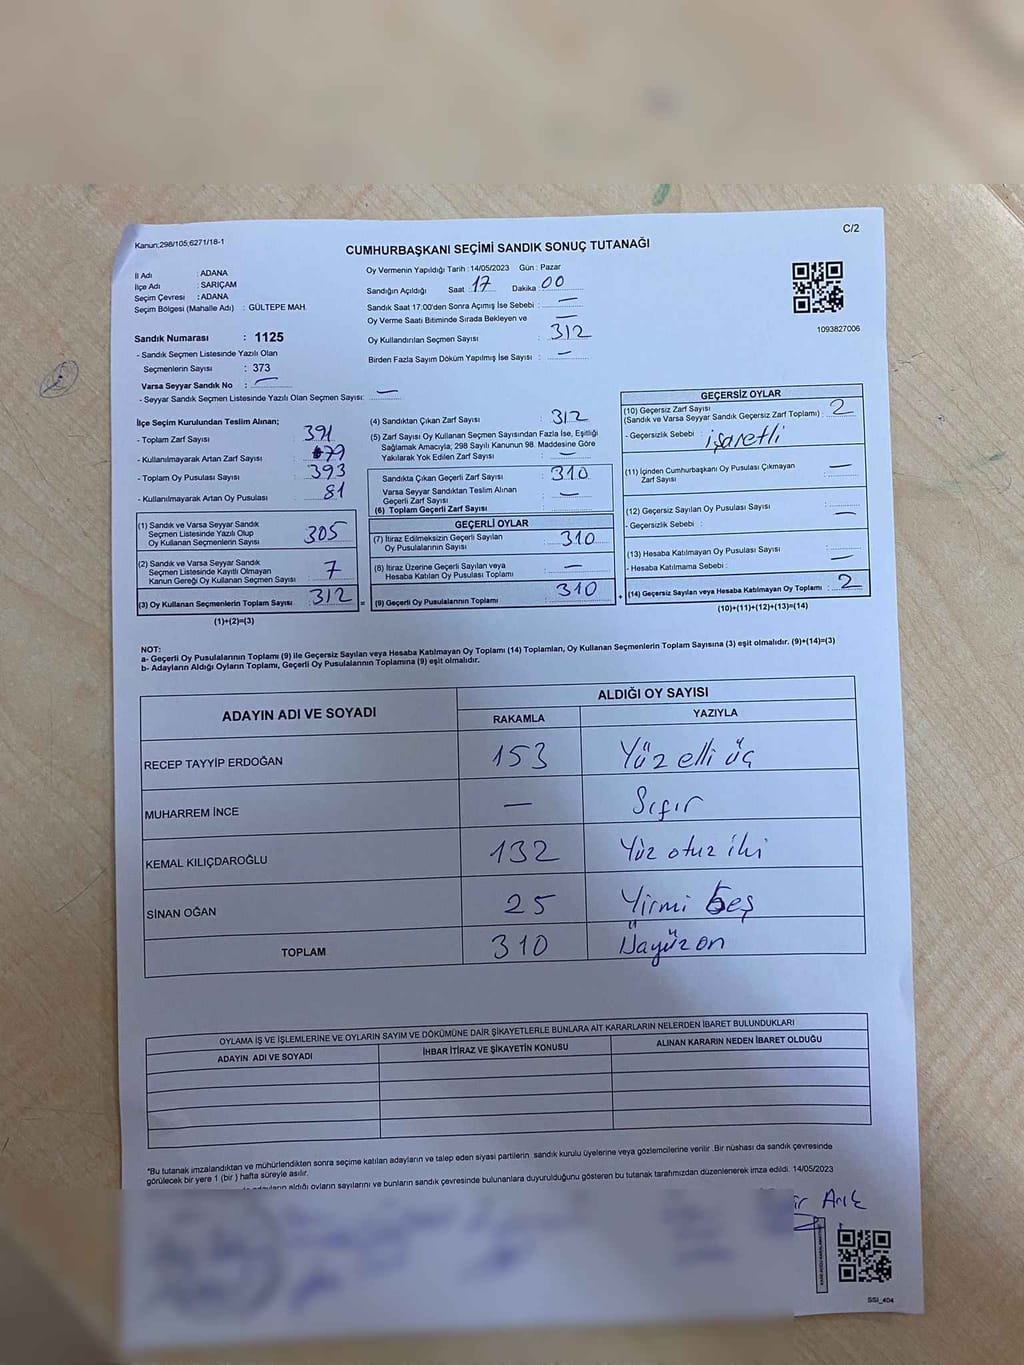 Kanun:298/105;6271/18-1
C/2
CUMHURBAŞKANI SEÇİMİ SANDIK SONUÇ TUTANAĞI
İl Adı : ADANA
İlçe Adı : SARIÇAM
Seçim Çevresi : ADANA
Seçim Bölgesi (Mahalle Adı) : GÜLTEPE MAH.
Oy Vermenin Yapıldığı Tarih : 14/05/2023 Gün : Pazar
Sandığın Açıldığı Saat 17 Dakika 00
Sandık Saat 17.00'den Sonra Açılmış İse Sebebi : —
Oy Verme Saati Bitiminde Sırada Bekleyen ve —
Oy Kullandırılan Seçmen Sayısı : 312
Birden Fazla Sayım Döküm Yapılmış İse Sayısı : —
1093827006
Sandık Numarası : 1125
- Sandık Seçmen Listesinde Yazılı Olan
Seçmenlerin Sayısı : 373
Varsa Seyyar Sandık No : —
- Seyyar Sandık Seçmen Listesinde Yazılı Olan Seçmen Sayısı: —
İlçe Seçim Kurulundan Teslim Alınan;
- Toplam Zarf Sayısı 391
- Kullanılmayarak Artan Zarf Sayısı 79
- Toplam Oy Pusulası Sayısı 393
- Kullanılmayarak Artan Oy Pusulası 81
(1) Sandık ve Varsa Seyyar Sandık
Seçmen Listesinde Yazılı Olup
Oy Kullanan Seçmenlerin Sayısı 305
(2) Sandık ve Varsa Seyyar Sandık
Seçmen Listesinde Kayıtlı Olmayan
Kanun Gereği Oy Kullanan Seçmen Sayısı 7
(3) Oy Kullanan Seçmenlerin Toplam Sayısı 312
(1)+(2)=(3)
(4) Sandıktan Çıkan Zarf Sayısı : 312
(5) Zarf Sayısı Oy Kullanan Seçmen Sayısından Fazla İse, Eşitliği
Sağlamak Amacıyla; 298 Sayılı Kanunun 98. Maddesine Göre
Yakılarak Yok Edilen Zarf Sayısı : —
Sandıkta Çıkan Geçerli Zarf Sayısı : 310
Varsa Seyyar Sandıktan Teslim Alınan
Geçerli Zarf Sayısı : —
(6) Toplam Geçerli Zarf Sayısı
GEÇERLİ OYLAR
(7) İtiraz Edilmeksizin Geçerli Sayılan
Oy Pusulalarının Sayısı : 310
(8) İtiraz Üzerine Geçerli Sayılan veya
Hesaba Katılan Oy Pusulası Toplamı : —
(9) Geçerli Oy Pusulalarının Toplamı 310
GEÇERSİZ OYLAR
(10) Geçersiz Zarf Sayısı
(Sandık ve Varsa Seyyar Sandık Geçersiz Zarf Toplamı) : 2
- Geçersizlik Sebebi : işaretli
(11) İçinden Cumhurbaşkanı Oy Pusulası Çıkmayan
Zarf Sayısı —
(12) Geçersiz Sayılan Oy Pusulası Sayısı —
- Geçersizlik Sebebi :
(13) Hesaba Katılmayan Oy Pusulası Sayısı —
- Hesaba Katılmama Sebebi :
(14) Geçersiz Sayılan veya Hesaba Katılmayan Oy Toplamı : 2
(10)+(11)+(12)+(13)=(14)
NOT:
a- Geçerli Oy Pusulalarının Toplamı (9) ile Geçersiz Sayılan veya Hesaba Katılmayan Oy Toplamı (14) Toplamları, Oy Kullanan Seçmenlerin Toplam Sayısına (3) eşit olmalıdır. (9)+(14)=(3)
b- Adayların Aldığı Oyların Toplamı, Geçerli Oy Pusulalarının Toplamına (9) eşit olmalıdır.
ADAYIN ADI VE SOYADI
ALDIĞI OY SAYISI
RAKAMLA YAZIYLA
RECEP TAYYİP ERDOĞAN 153 Yüz elli üç
MUHARREM İNCE — Sıfır
KEMAL KILIÇDAROĞLU 132 Yüz otuz iki
SİNAN OĞAN 25 Yirmi beş
TOPLAM 310 Üçyüz on
OYLAMA İŞ VE İŞLEMLERİNE VE OYLARIN SAYIM VE DÖKÜMÜNE DAİR ŞİKAYETLERLE BUNLARA AİT KARARLARIN NELERDEN İBARET BULUNDUKLARI
ADAYIN ADI VE SOYADI İHBAR İTİRAZ VE ŞİKAYETİN KONUSU ALINAN KARARIN NEDEN İBARET OLDUĞU
*Bu tutanak imzalandıktan ve mühürlendikten sonra seçime katılan adayların ve talep eden siyasi partilerin sandık kurulu üyelerine veya gözlemcilerine verilir. Bir nüshası da sandık çevresinde
görülecek bir yere 1 (bir) hafta süreyle asılır.
aldığı oyların sayılarını ve bunların sandık çevresinde bulunanlara duyurulduğunu gösteren bu tutanak tarafımızdan düzenlenerek imza edildi. 14/05/2023
Arık
SSI_404